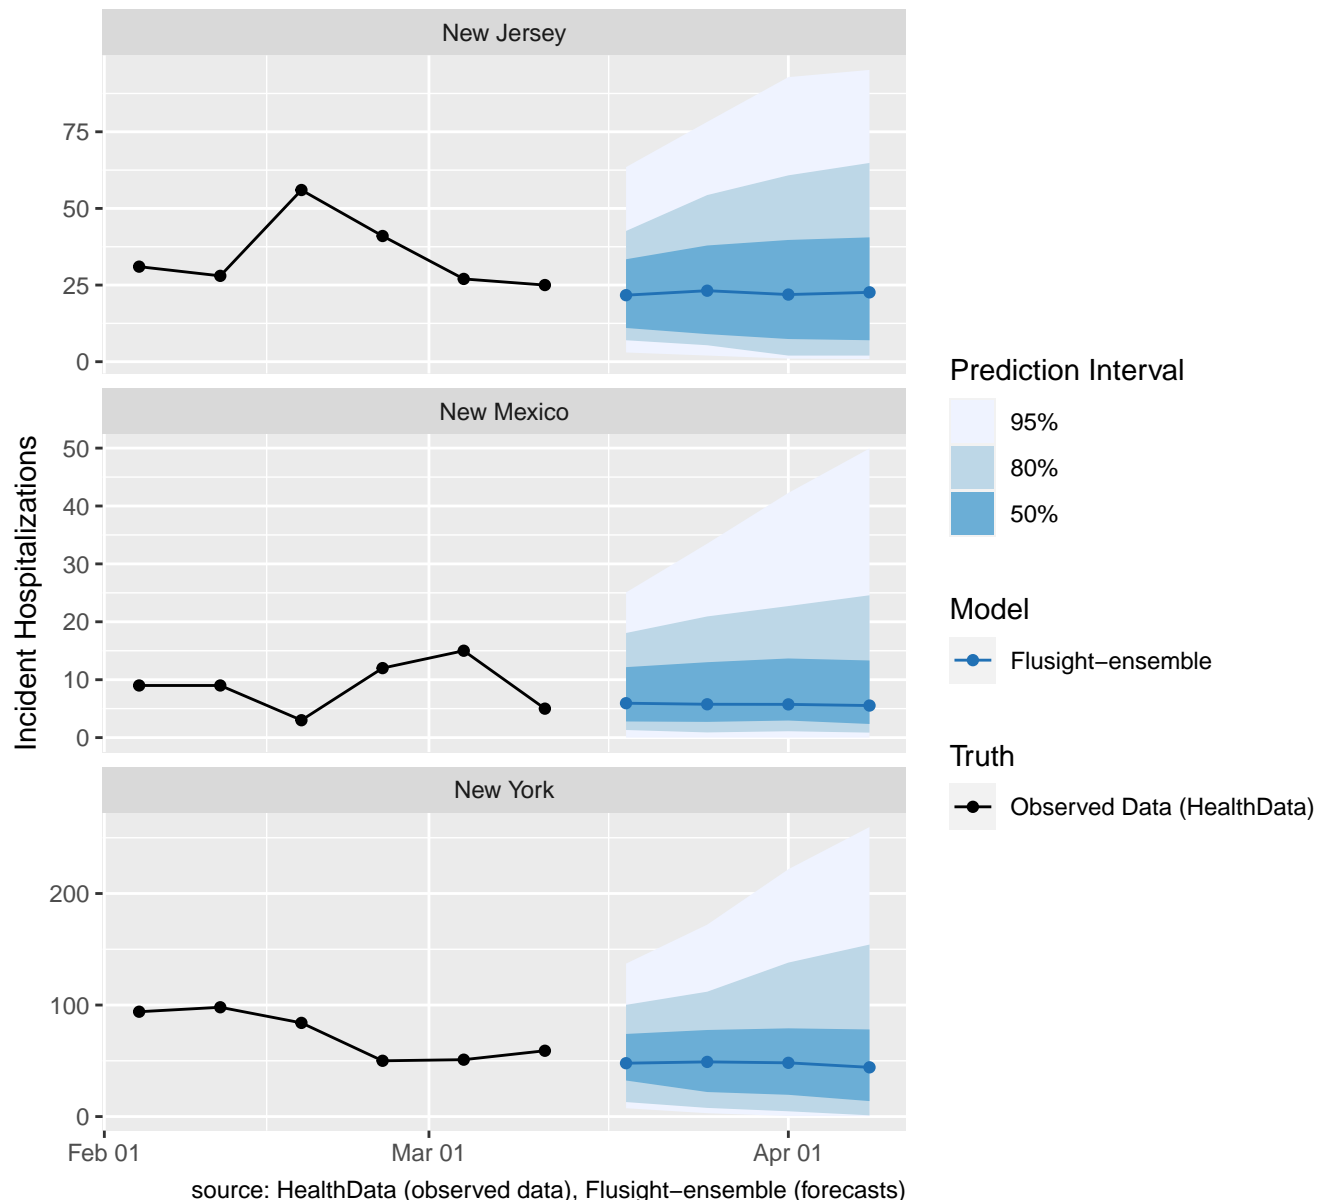 New Jersey
75
50
25
0
New Mexico
50
40
30
20
10
0
New York
200
100
0
Feb 01
Mar 01
Apr 01
Incident Hospitalizations
source: HealthData (observed data), Flusight−ensemble (forecasts)
Prediction Interval
95%
80%
50%
Model
Flusight−ensemble
Truth
Observed Data (HealthData)